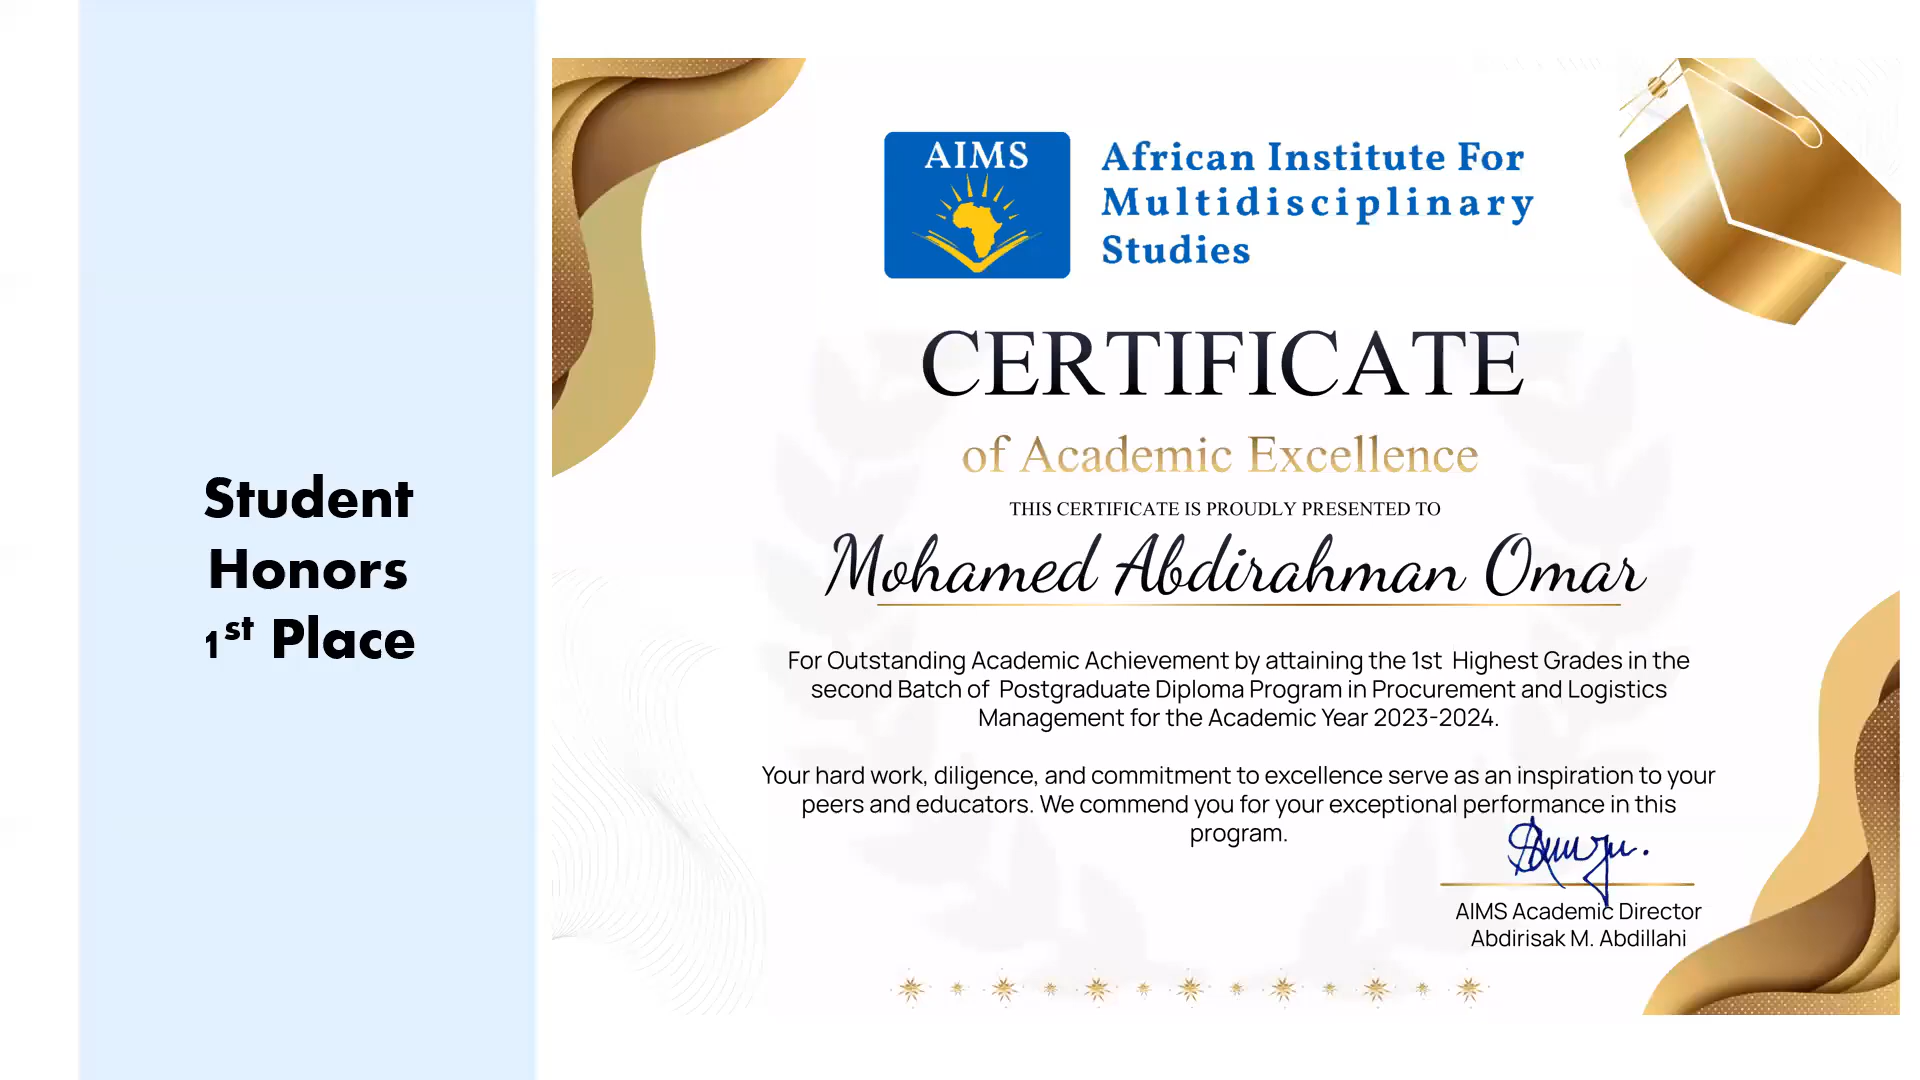 Student
Honors
1st Place
AIMS
African Institute For
Multidisciplinary
Studies
CERTIFICATE
of Academic Excellence
THIS CERTIFICATE IS PROUDLY PRESENTED TO
Mohamed Abdirahman Omar
For Outstanding Academic Achievement by attaining the 1st Highest Grades in the
second Batch of Postgraduate Diploma Program in Procurement and Logistics
Management for the Academic Year 2023-2024.
Your hard work, diligence, and commitment to excellence serve as an inspiration to your
peers and educators. We commend you for your exceptional performance in this
program.
AIMS Academic Director
Abdirisak M. Abdillahi